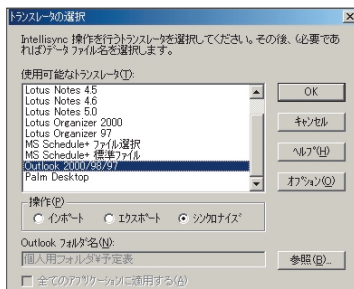 トランスレータの選択
Intellisync 操作を行うトランスレータを選択してください。その後、(必要であ
れば)データ ファイル名を選択します。
使用可能なトランスレータ(T):
Lotus Notes 4.5
Lotus Notes 4.6
Lotus Notes 5.0
Lotus Organizer 2000
Lotus Organizer 97
MS Schedule+ ファイル選択
MS Schedule+ 標準ファイル
Outlook 2000/98/97
Palm Desktop
OK
キャンセル
ヘルプ(H)
オプション(O)
操作(P)
インポート エクスポート シンクロナイズ
Outlook フォルダ名(N):
個人用フォルダ¥予定表
参照(B)...
全てのアプリケーションに適用する(A)